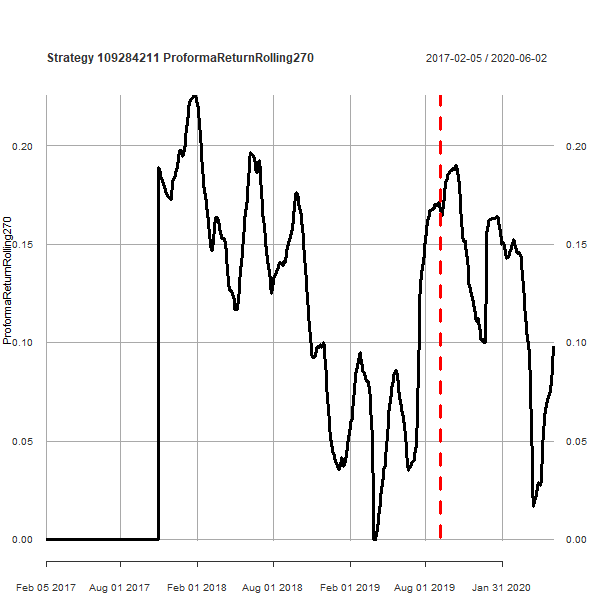 Strategy 109284211 ProformaReturnRolling270
2017-02-05 / 2020-06-02
ProformaReturnRolling270
0.20 0.20
0.15 0.15
0.10 0.10
0.05 0.05
0.00 0.00
Feb 05 2017 Aug 01 2017 Feb 01 2018 Aug 01 2018 Feb 01 2019 Aug 01 2019 Jan 31 2020